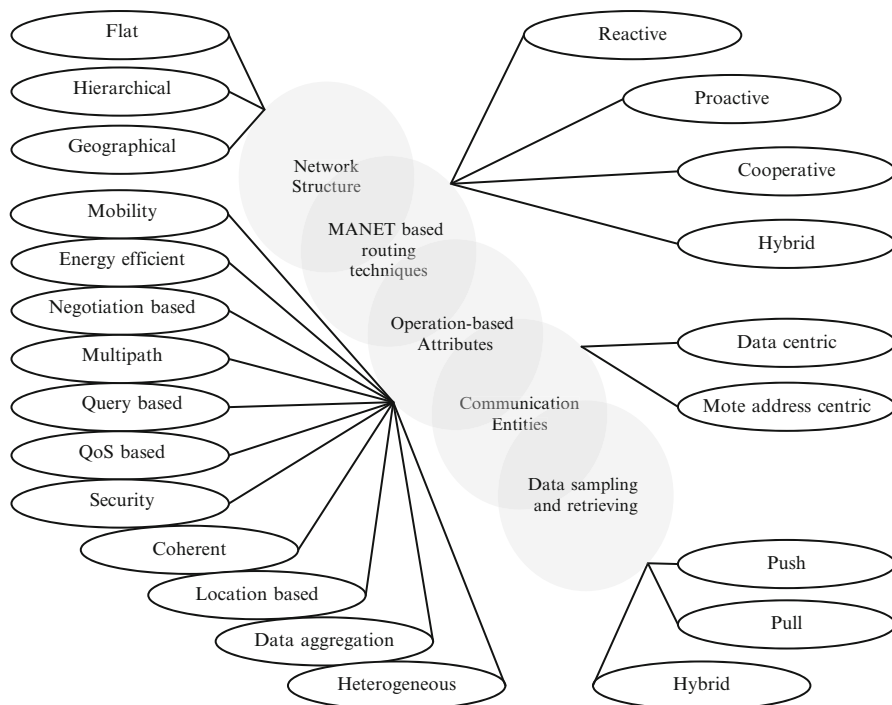 Flat
Hierarchical
Geographical
Reactive
Proactive
Cooperative
Hybrid
Network
Structure
MANET based
routing
techniques
Operation-based
Attributes
Communication
Entities
Data sampling
and retrieving
Mobility
Energy efficient
Negotiation based
Multipath
Query based
QoS based
Security
Coherent
Location based
Data aggregation
Heterogeneous
Data centric
Mote address centric
Push
Pull
Hybrid